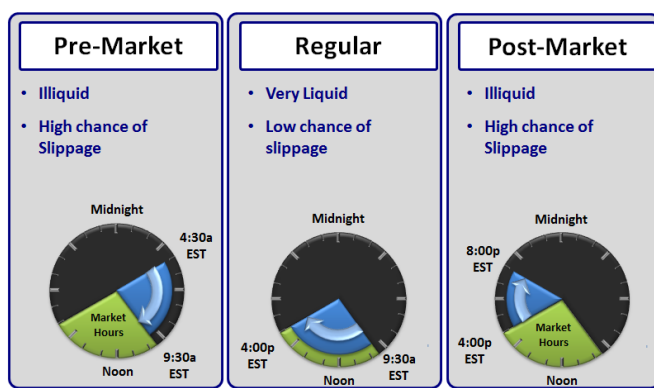 Pre-Market
• Illiquid
• High chance of
Slippage
Midnight
4:30a
EST
Market
Hours
9:30a
EST
Noon
Regular
• Very Liquid
• Low chance of
slippage
Midnight
4:00p
EST
9:30a
EST
Noon
Post-Market
• Illiquid
• High chance of
Slippage
Midnight
8:00p
EST
4:00p
EST
Market
Hours
Noon